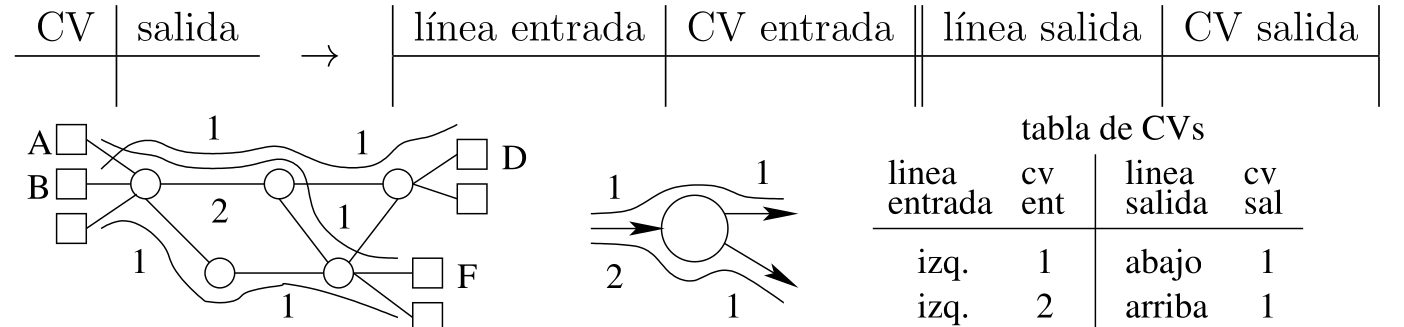 CV salida → línea entrada CV entrada línea salida CV salida
tabla de CVs
A 1 1 D
B 2 1
1 1 F
1 1
2 1
linea cv linea cv
entrada ent salida sal
izq. 1 abajo 1
izq. 2 arriba 1